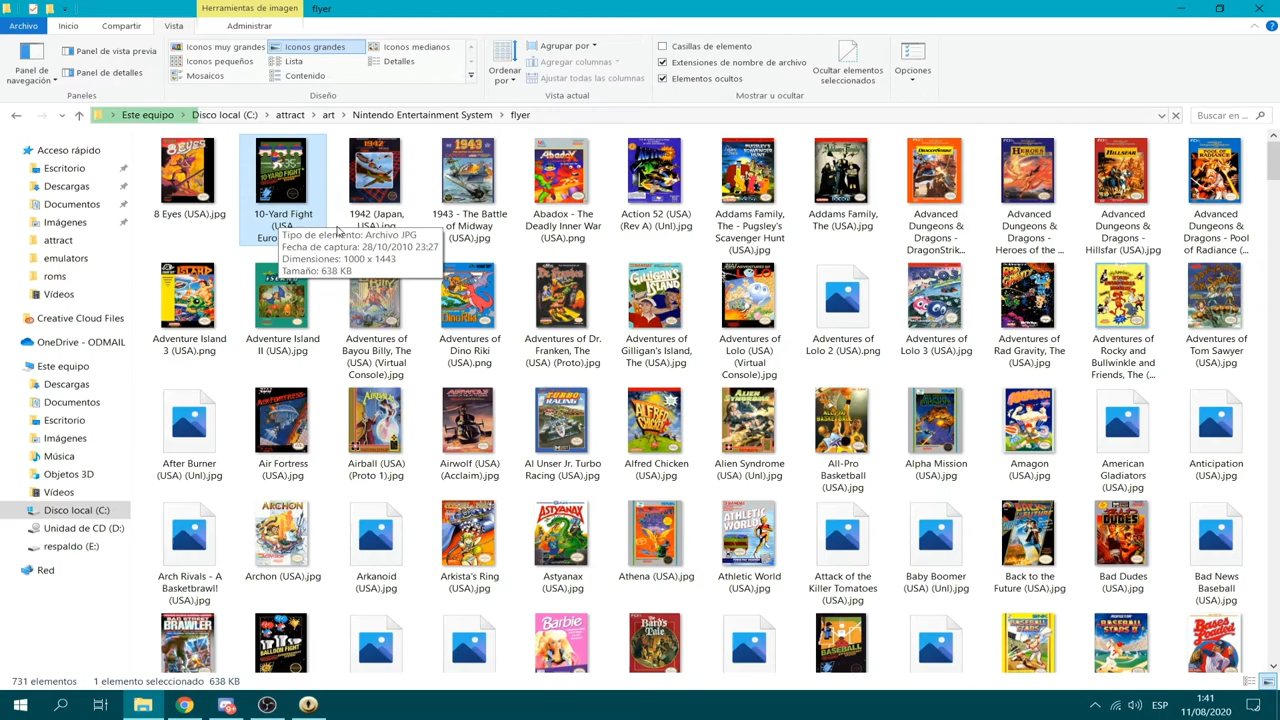 Herramientas de imagen
flyer
Archivo
Inicio
Compartir
Vista
Administrar
Panel de navegación
Panel de vista previa
Panel de detalles
Paneles
Iconos muy grandes
Iconos grandes
Iconos medianos
Iconos pequeños
Lista
Detalles
Mosaicos
Contenido
Diseño
Ordenar por
Agrupar por
Agregar columnas
Ajustar todas las columnas
Vista actual
Casillas de elemento
Extensiones de nombre de archivo
Elementos ocultos
Ocultar elementos seleccionados
Mostrar u ocultar
Opciones
Este equipo
Disco local (C:)
attract
art
Nintendo Entertainment System
flyer
Buscar en ...
Acceso rápido
Escritorio
Descargas
Documentos
Imágenes
attract
emulators
roms
Vídeos
Creative Cloud Files
OneDrive - ODMAIL
Este equipo
Descargas
Documentos
Escritorio
Imágenes
Música
Objetos 3D
Vídeos
Disco local (C:)
Unidad de CD (D:)
respaldo (E:)
Red
8 Eyes (USA).jpg
10-Yard Fight
(USA,
Euro
1942 (Japan,
USA).jpg
1943 - The Battle
of Midway
(USA).jpg
Abadox - The
Deadly Inner War
(USA).png
Action 52 (USA)
(Rev A) (Unl).jpg
Addams Family,
The - Pugsley's
Scavenger Hunt
(USA).jpg
Addams Family,
The (USA).jpg
Advanced
Dungeons &
Dragons -
DragonStrik...
Advanced
Dungeons &
Dragons -
Heroes of the ...
Advanced
Dungeons &
Dragons -
Hillsfar (USA).jpg
Advanced
Dungeons &
Dragons - Pool
of Radiance (...
Tipo de elemento: Archivo JPG
Fecha de captura: 28/10/2010 23:27
Dimensiones: 1000 x 1443
Tamaño: 638 KB
Adventure Island
3 (USA).png
Adventure Island
II (USA).jpg
Adventures of
Bayou Billy, The
(USA) (Virtual
Console).jpg
Adventures of
Dino Riki
(USA).png
Adventures of Dr.
Franken, The
(USA) (Proto).jpg
Adventures of
Gilligan's Island,
The (USA).jpg
Adventures of
Lolo (USA)
(Virtual
Console).jpg
Adventures of
Lolo 2 (USA).png
Adventures of
Lolo 3 (USA).jpg
Adventures of
Rad Gravity, The
(USA).jpg
Adventures of
Rocky and
Bullwinkle and
Friends, The (...
Adventures of
Tom Sawyer
(USA).jpg
After Burner
(USA) (Unl).jpg
Air Fortress
(USA).jpg
Airball (USA)
(Proto 1).jpg
Airwolf (USA)
(Acclaim).jpg
Al Unser Jr. Turbo
Racing (USA).jpg
Alfred Chicken
(USA).jpg
Alien Syndrome
(USA).jpg
All-Pro
Basketball
(USA).jpg
Alpha Mission
(USA).jpg
Amagon
(USA).jpg
American
Gladiators
(USA).jpg
Anticipation
(USA).jpg
Arch Rivals - A
Basketbrawl!
(USA).jpg
Archon (USA).jpg
Arkanoid
(USA).jpg
Arkista's Ring
(USA).jpg
Astyanax
(USA).jpg
Athena (USA).jpg
Athletic World
(USA).jpg
Attack of the
Killer Tomatoes
(USA).jpg
Baby Boomer
(USA) (Unl).jpg
Back to the
Future (USA).jpg
Bad Dudes
(USA).jpg
Bad News
Baseball
(USA).jpg
731 elementos
1 elemento seleccionado 638 KB
ESP
1:41
11/08/2020